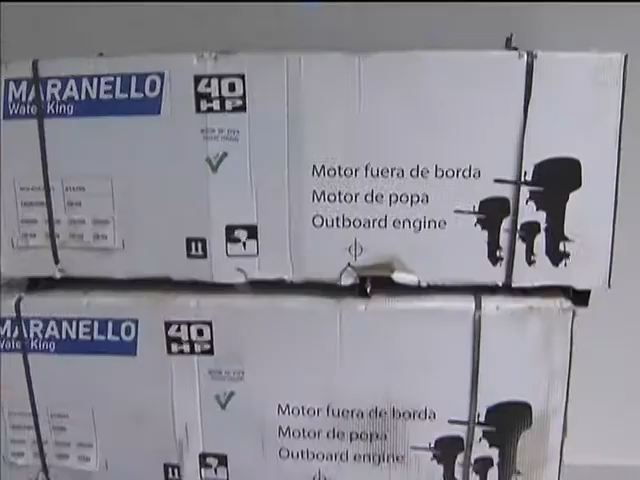 MARANELLO
Water King
40
HP
Motor fuera de borda
Motor de popa
Outboard engine
MARANELLO
Water King
40
HP
Motor fuera de borda
Motor de popa
Outboard engine